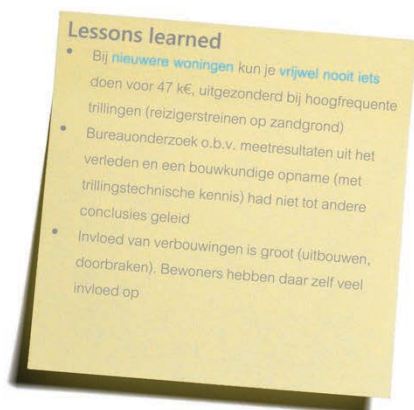 Lessons learned
• Bij nieuwere woningen kun je vrijwel nooit iets
doen voor 47 k€, uitgezonderd bij hoogfrequente
trillingen (reizigerstreinen op zandgrond)
• Bureauonderzoek o.b.v. meetresultaten uit het
verleden en een bouwkundige opname (met
trillingstechnische kennis) had niet tot andere
conclusies geleid
• Invloed van verbouwingen is groot (uitbouwen,
doorbraken). Bewoners hebben daar zelf veel
invloed op